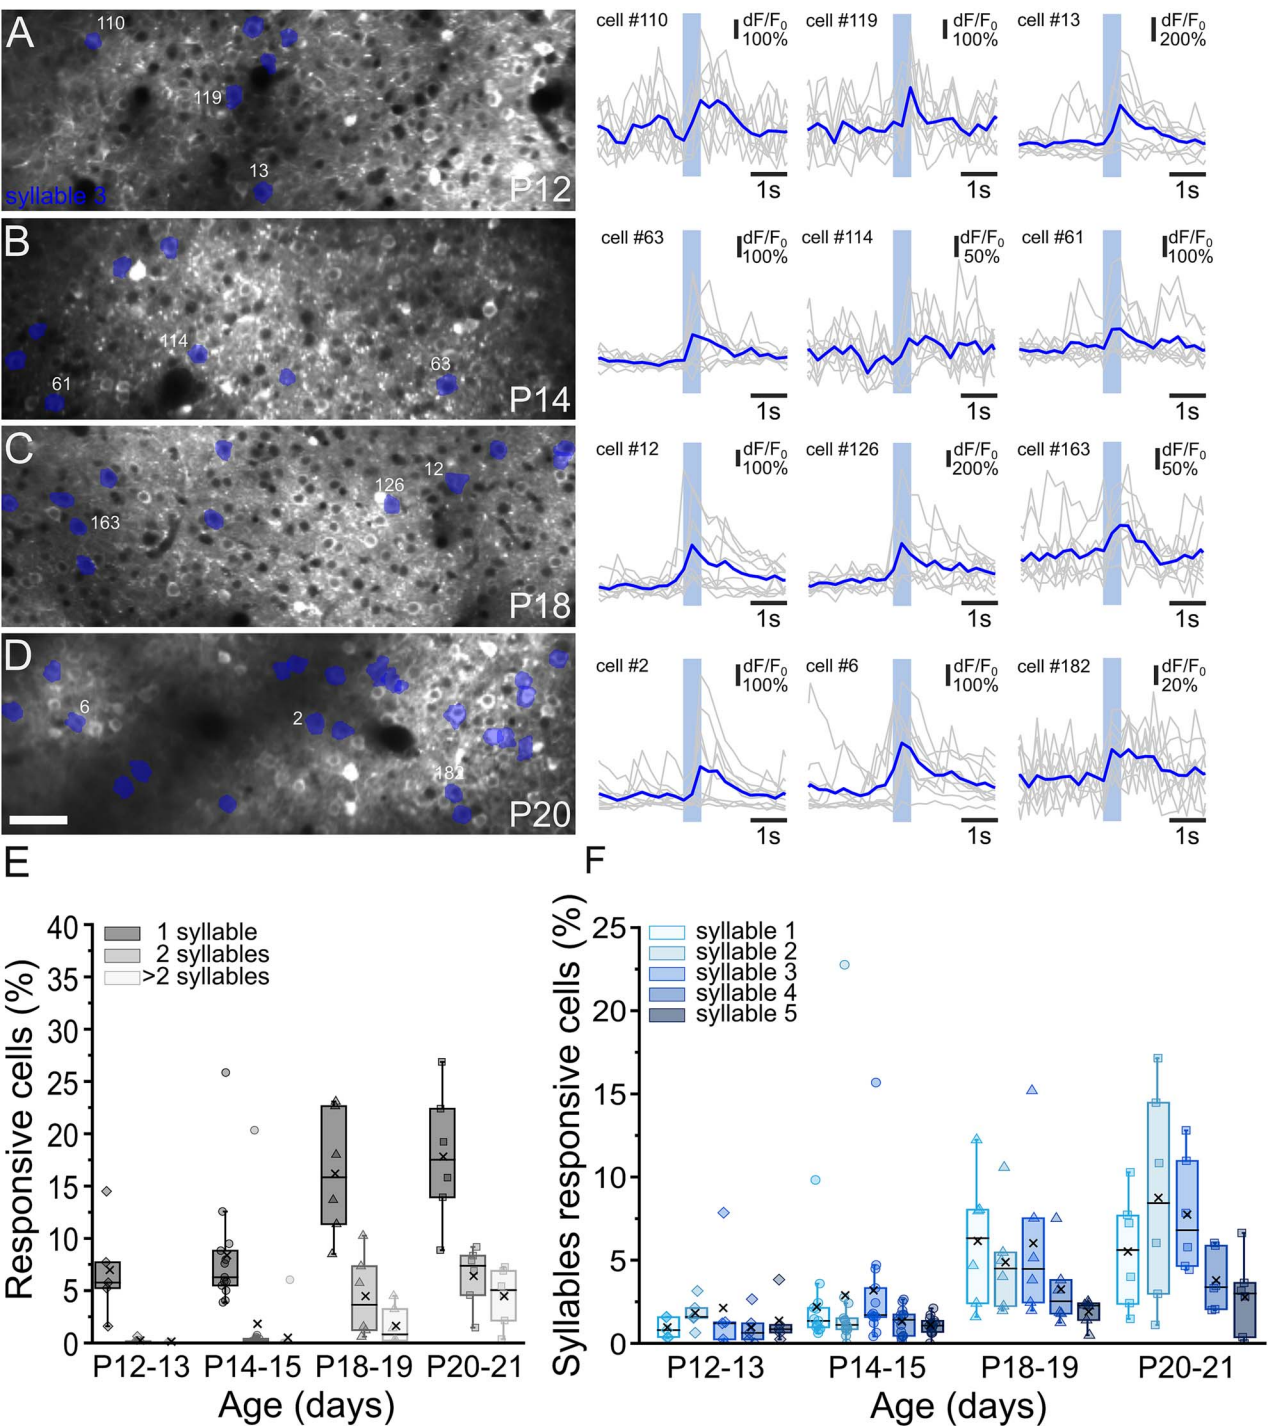 A
110
119
13
syllable 3
P12
cell #110
dF/F0
100%
1s
cell #119
dF/F0
100%
1s
cell #13
dF/F0
200%
1s
B
114
63
61
P14
cell #63
dF/F0
100%
1s
cell #114
dF/F0
50%
1s
cell #61
dF/F0
100%
1s
C
12
126
163
P18
cell #12
dF/F0
100%
1s
cell #126
dF/F0
200%
1s
cell #163
dF/F0
50%
1s
D
6
2
182
P20
cell #2
dF/F0
100%
1s
cell #6
dF/F0
100%
1s
cell #182
dF/F0
20%
1s
E
Responsive cells (%)
40
35
30
25
20
15
10
5
0
1 syllable
2 syllables
>2 syllables
P12-13 P14-15 P18-19 P20-21
Age (days)
F
Syllables responsive cells (%)
25
20
15
10
5
0
syllable 1
syllable 2
syllable 3
syllable 4
syllable 5
P12-13 P14-15 P18-19 P20-21
Age (days)